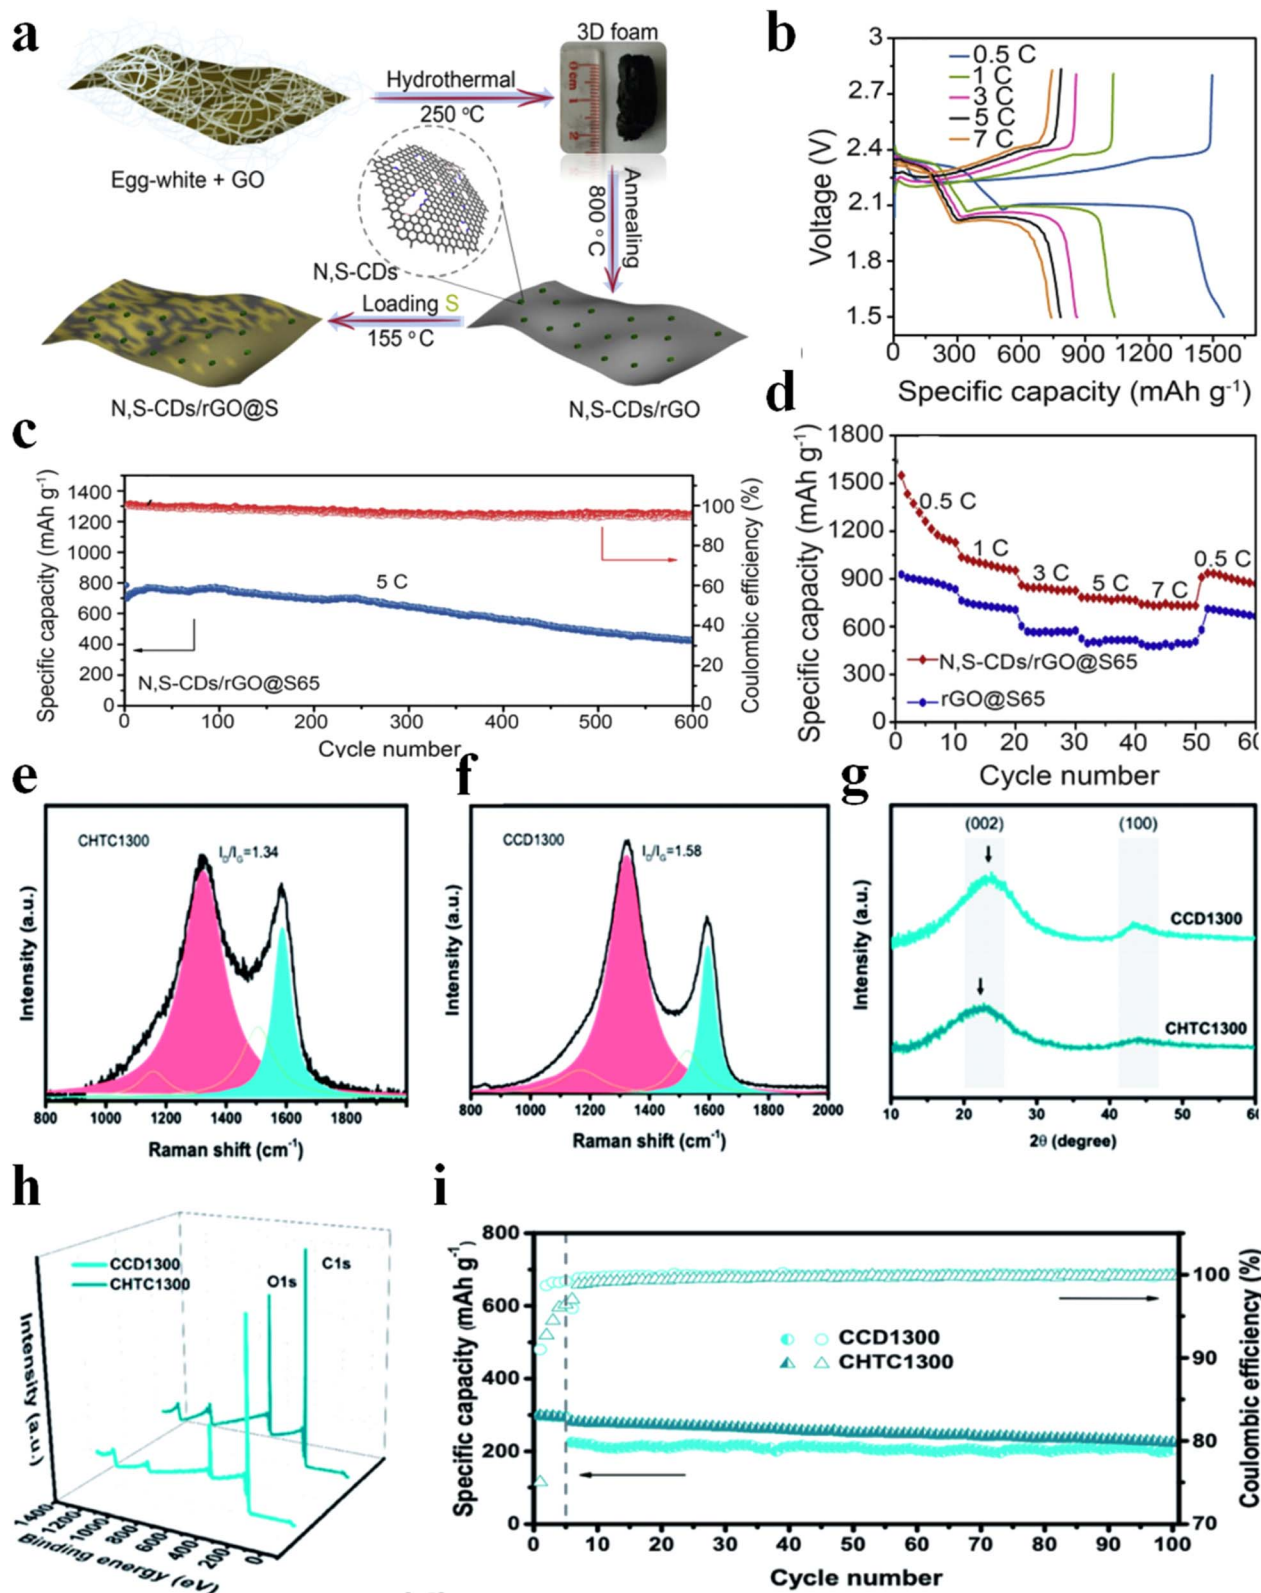 a
Egg-white + GO
Hydrothermal
250 °C
3D foam
0 cm 1 2
Annealing
800 °C
N,S-CDs
Loading S
155 °C
N,S-CDs/rGO@S
N,S-CDs/rGO
b
0.5 C
1 C
3 C
5 C
7 C
Voltage (V)
3
2.7
2.4
2.1
1.8
1.5
0 300 600 900 1200 1500
Specific capacity (mAh g⁻¹)
c
Specific capacity (mAh g⁻¹)
1400
1200
1000
800
600
400
200
0
5 C
N,S-CDs/rGO@S65
100
80
60
40
20
0
Coulombic efficiency (%)
0 100 200 300 400 500 600
Cycle number
d
Specific capacity (mAh g⁻¹)
1800
1500
1200
900
600
300
0
0.5 C
1 C
3 C
5 C
7 C
0.5 C
N,S-CDs/rGO@S65
rGO@S65
0 10 20 30 40 50 60
Cycle number
e
CHTC1300
I_D/I_G=1.34
Intensity (a.u.)
800 1000 1200 1400 1600 1800
Raman shift (cm⁻¹)
f
CCD1300
I_D/I_G=1.58
Intensity (a.u.)
800 1000 1200 1400 1600 1800 2000
Raman shift (cm⁻¹)
g
(002) (100)
CCD1300
CHTC1300
Intensity (a.u.)
10 20 30 40 50 6
2θ (degree)
h
CCD1300
CHTC1300
O1s
C1s
Intensity (a.u.)
1400 1200 1000 800 600 400 200 0
Binding energy (eV)
i
Specific capacity (mAh g⁻¹)
800
600
400
200
0
CCD1300
CHTC1300
100
90
80
70
Coulombic efficiency (%)
0 10 20 30 40 50 60 70 80 90 100
Cycle number